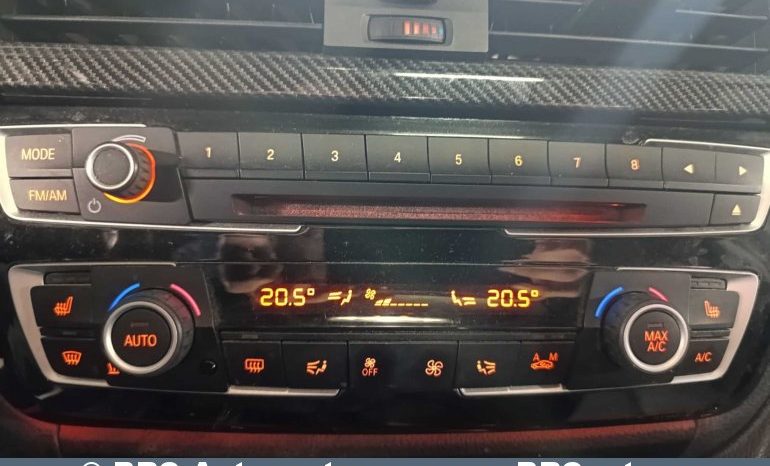 MODE 1 2 3 4 5 6 7 8
FM/AM
20.5° 20.5°
AUTO MAX A/C
A/C
OFF
A M